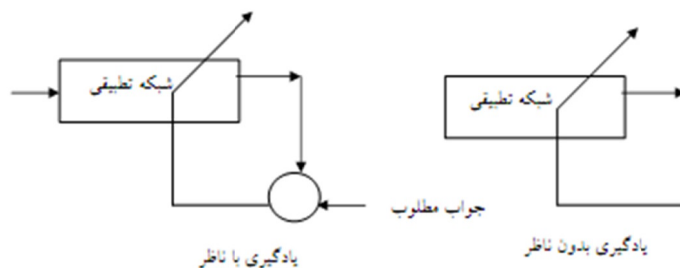 شبکه تطبیقی
شبکه تطبیقی
جواب مطلوب
یادگیری بدون ناظر
یادگیری با ناظر